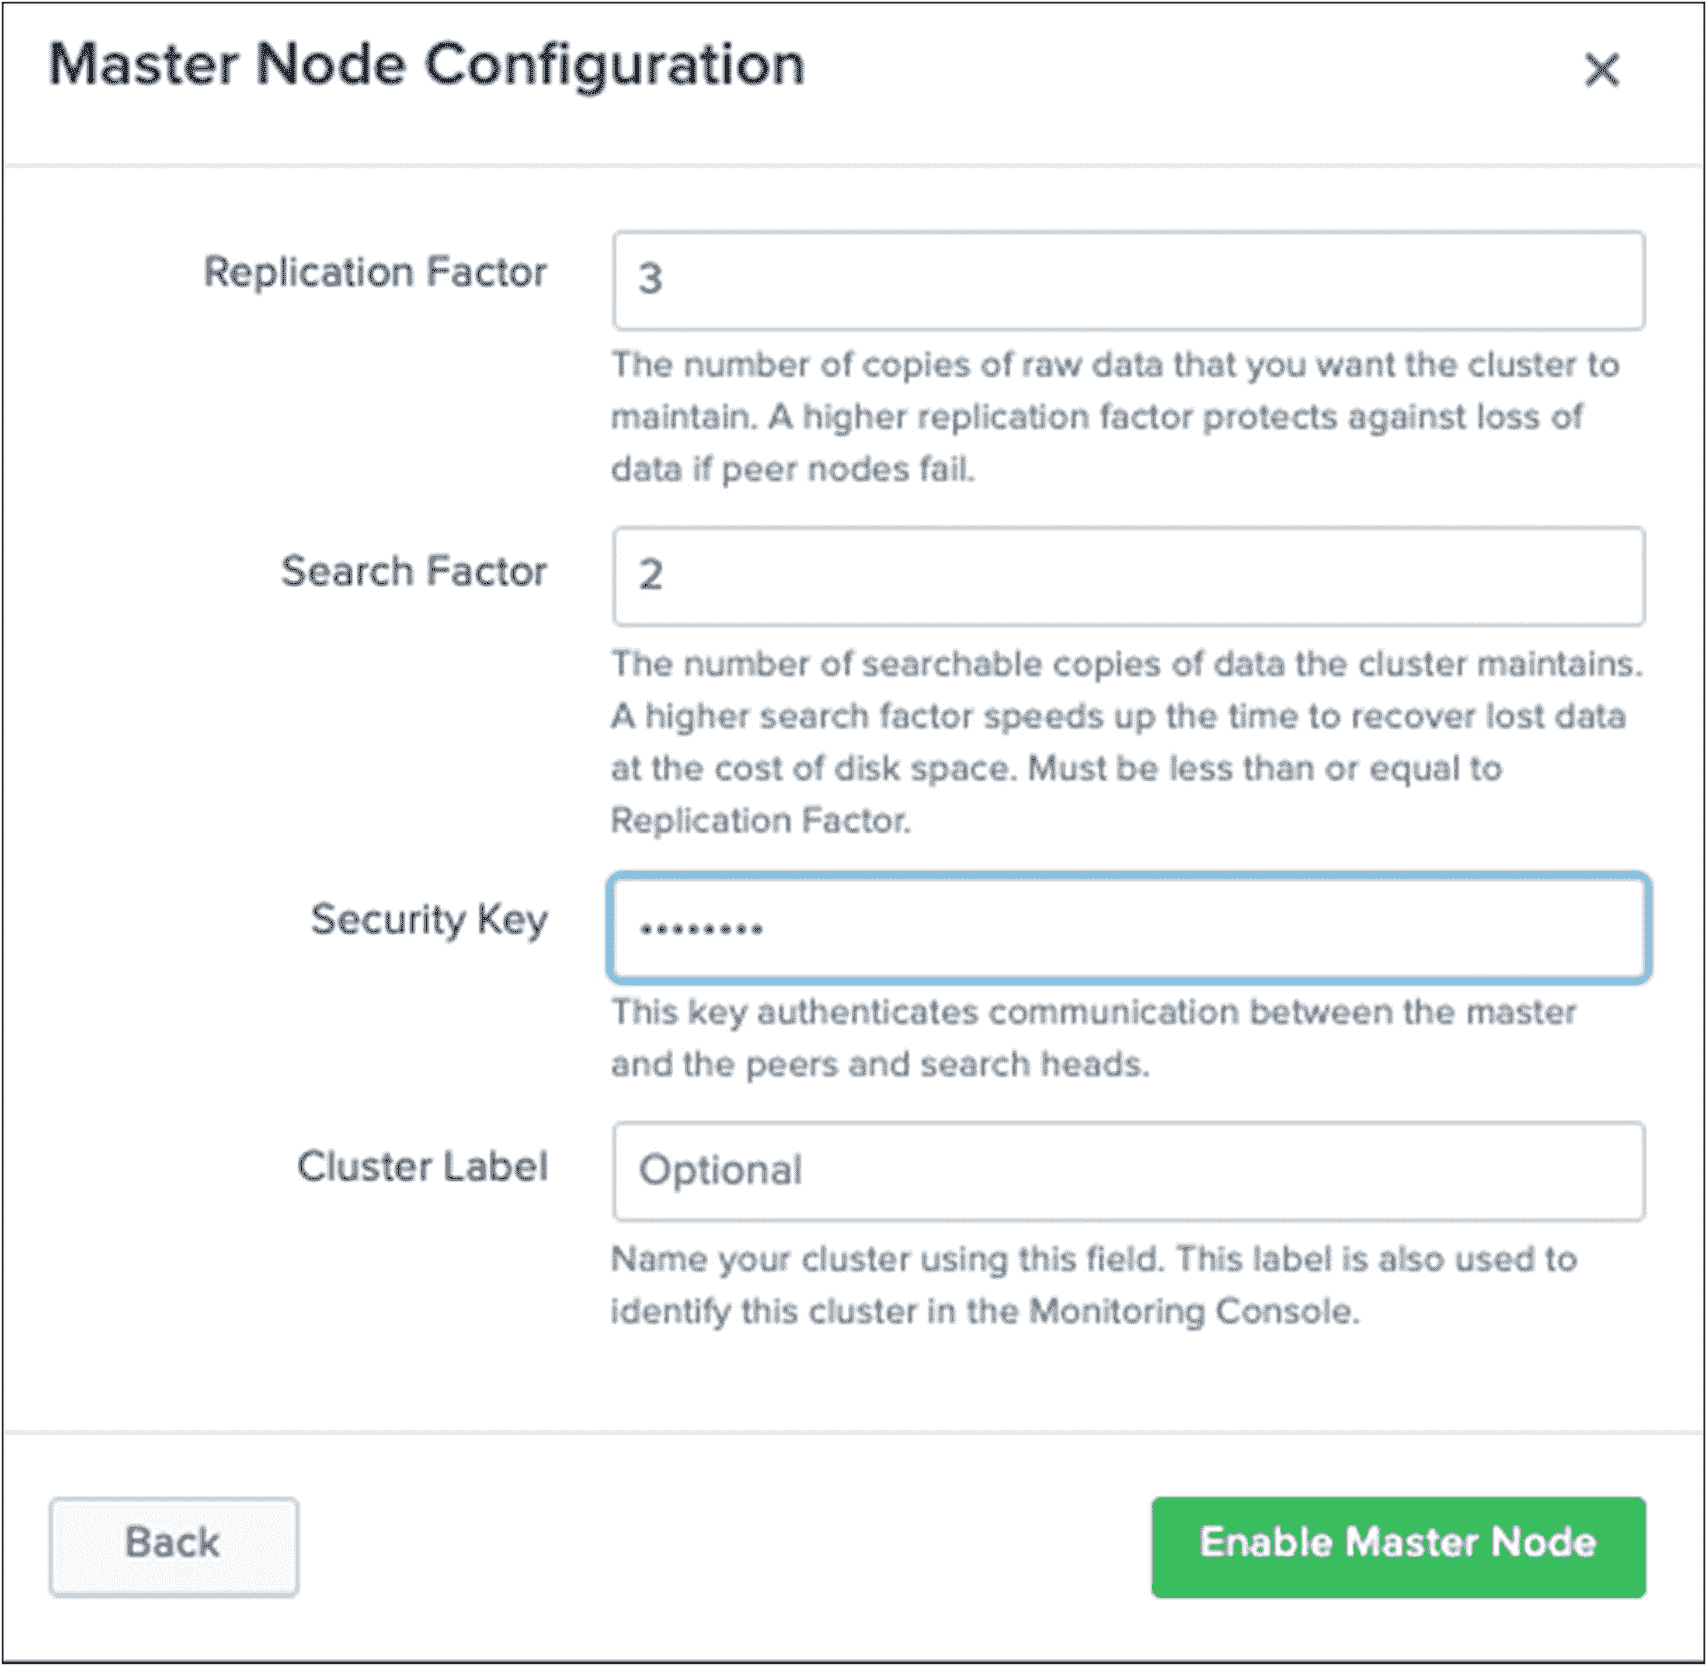 Master Node Configuration
Replication Factor
3
The number of copies of raw data that you want the cluster to
maintain. A higher replication factor protects against loss of
data if peer nodes fail.
Search Factor
2
The number of searchable copies of data the cluster maintains.
A higher search factor speeds up the time to recover lost data
at the cost of disk space. Must be less than or equal to
Replication Factor.
Security Key
••••••••
This key authenticates communication between the master
and the peers and search heads.
Cluster Label
Optional
Name your cluster using this field. This label is also used to
identify this cluster in the Monitoring Console.
Back
Enable Master Node